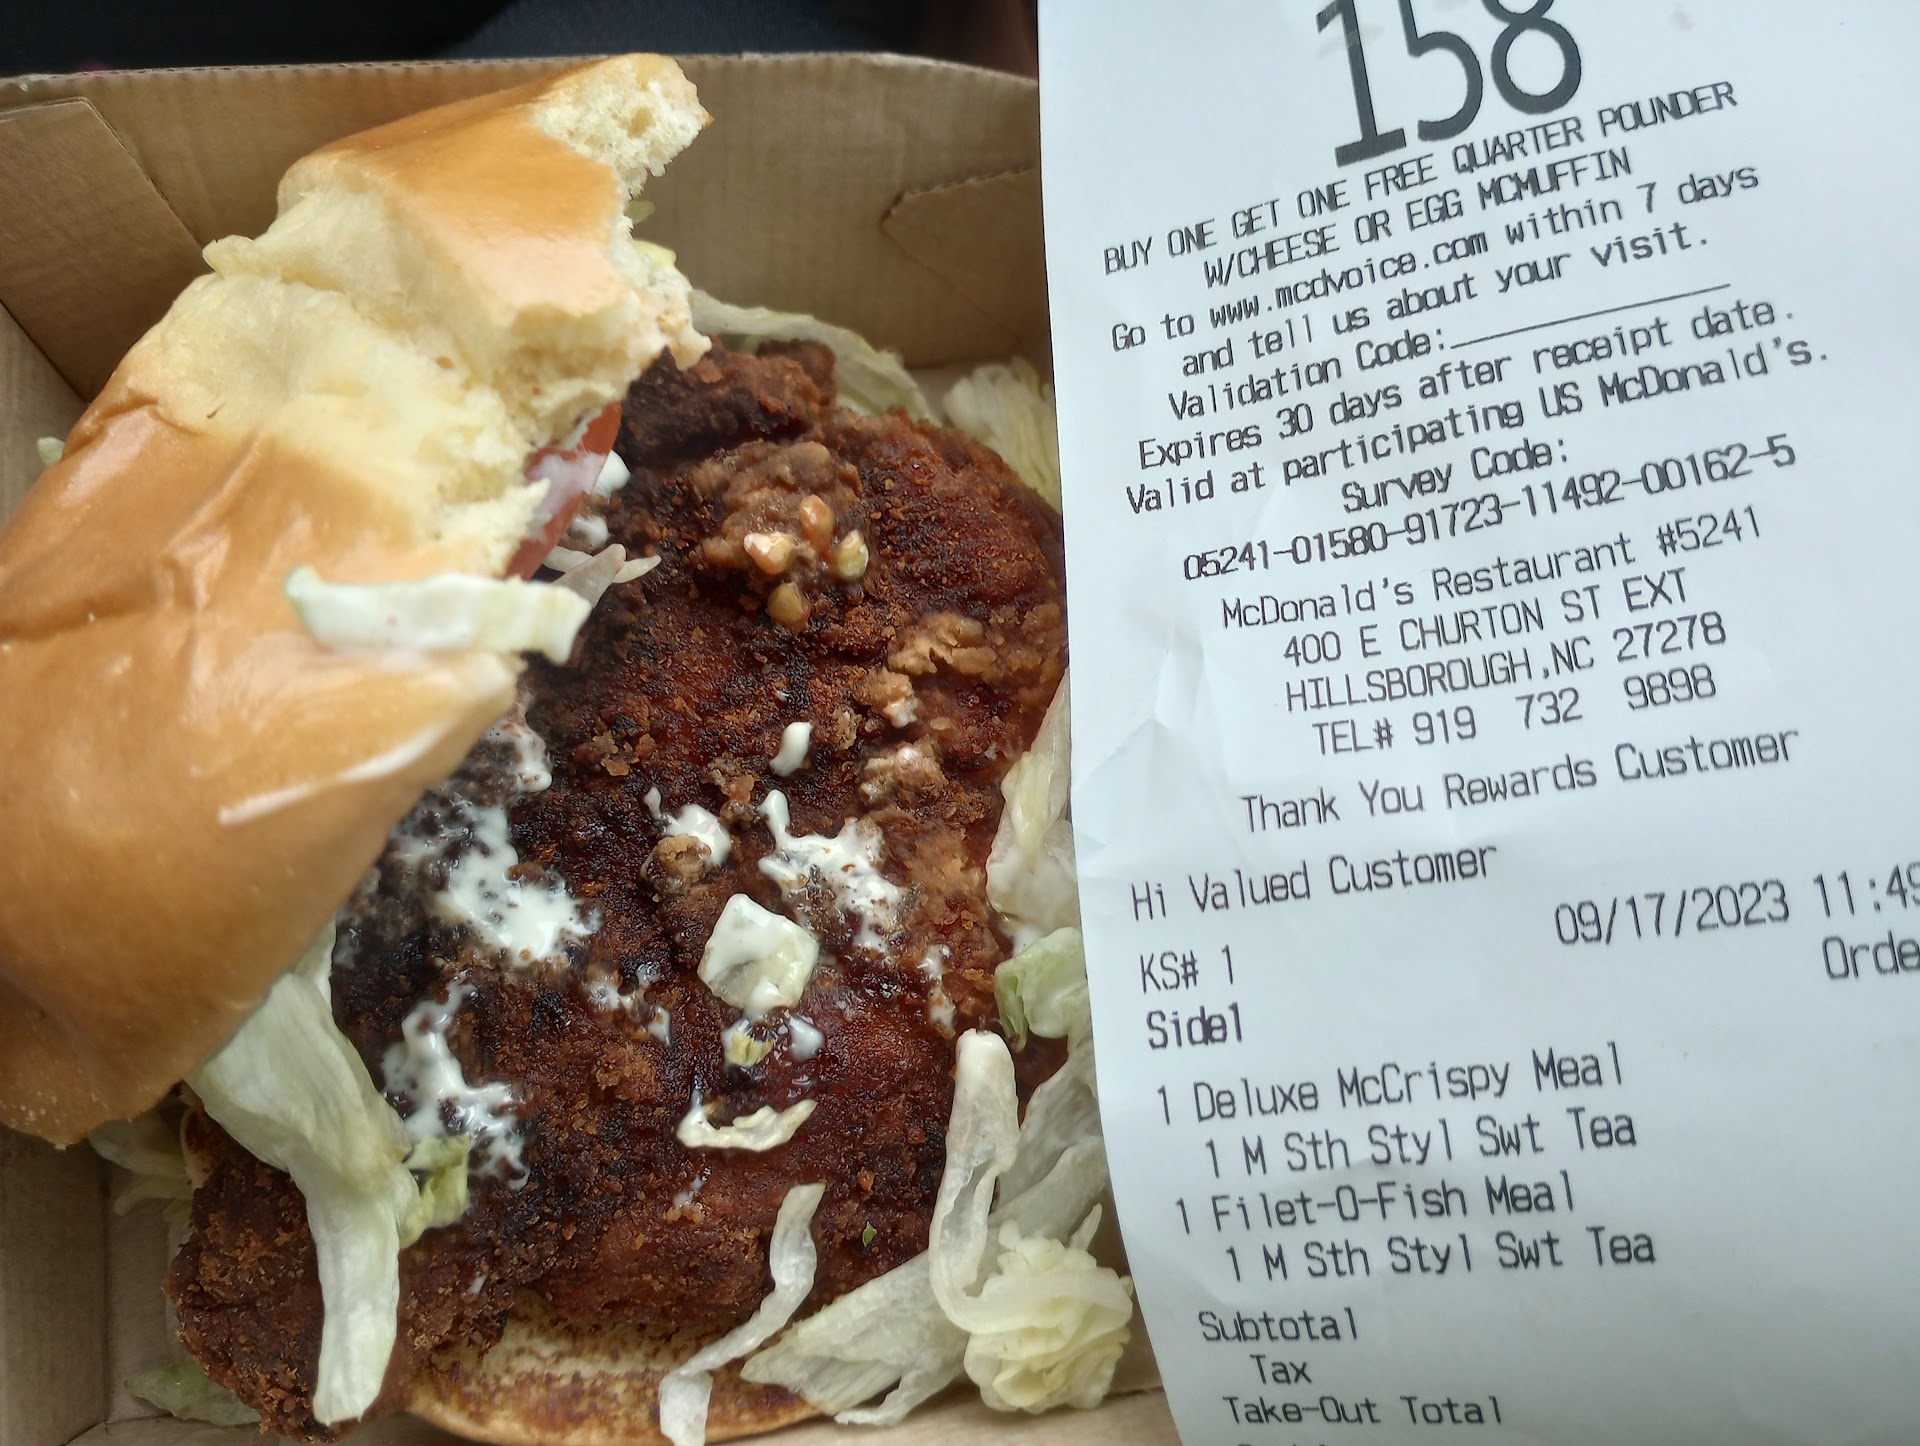 158
BUY ONE GET ONE FREE QUARTER POUNDER
W/CHEESE OR EGG MCMUFFIN
Go to www.mcdvoice.com within 7 days
and tell us about your visit.
Validation Code:____________
Expires 30 days after receipt date.
Valid at participating US McDonald's.
Survey Code:
05241-01580-91723-11492-00162-5
McDonald's Restaurant #5241
400 E CHURTON ST EXT
HILLSBOROUGH,NC 27278
TEL# 919 732 9898
Thank You Rewards Customer
Hi Valued Customer
09/17/2023 11:49
KS# 1
Orde
Side1
1 Deluxe McCrispy Meal
1 M Sth Styl Swt Tea
1 Filet-O-Fish Meal
1 M Sth Styl Swt Tea
Subtotal
Tax
Take-Out Total